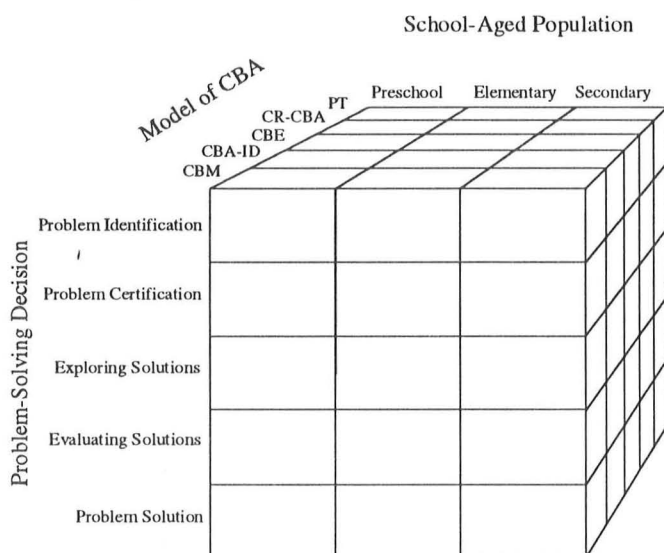 School-Aged Population
Model of CBA
Preschool
Elementary
Secondary
PT
CR-CBA
CBE
CBA-ID
CBM
Problem-Solving Decision
Problem Identification
Problem Certification
Exploring Solutions
Evaluating Solutions
Problem Solution